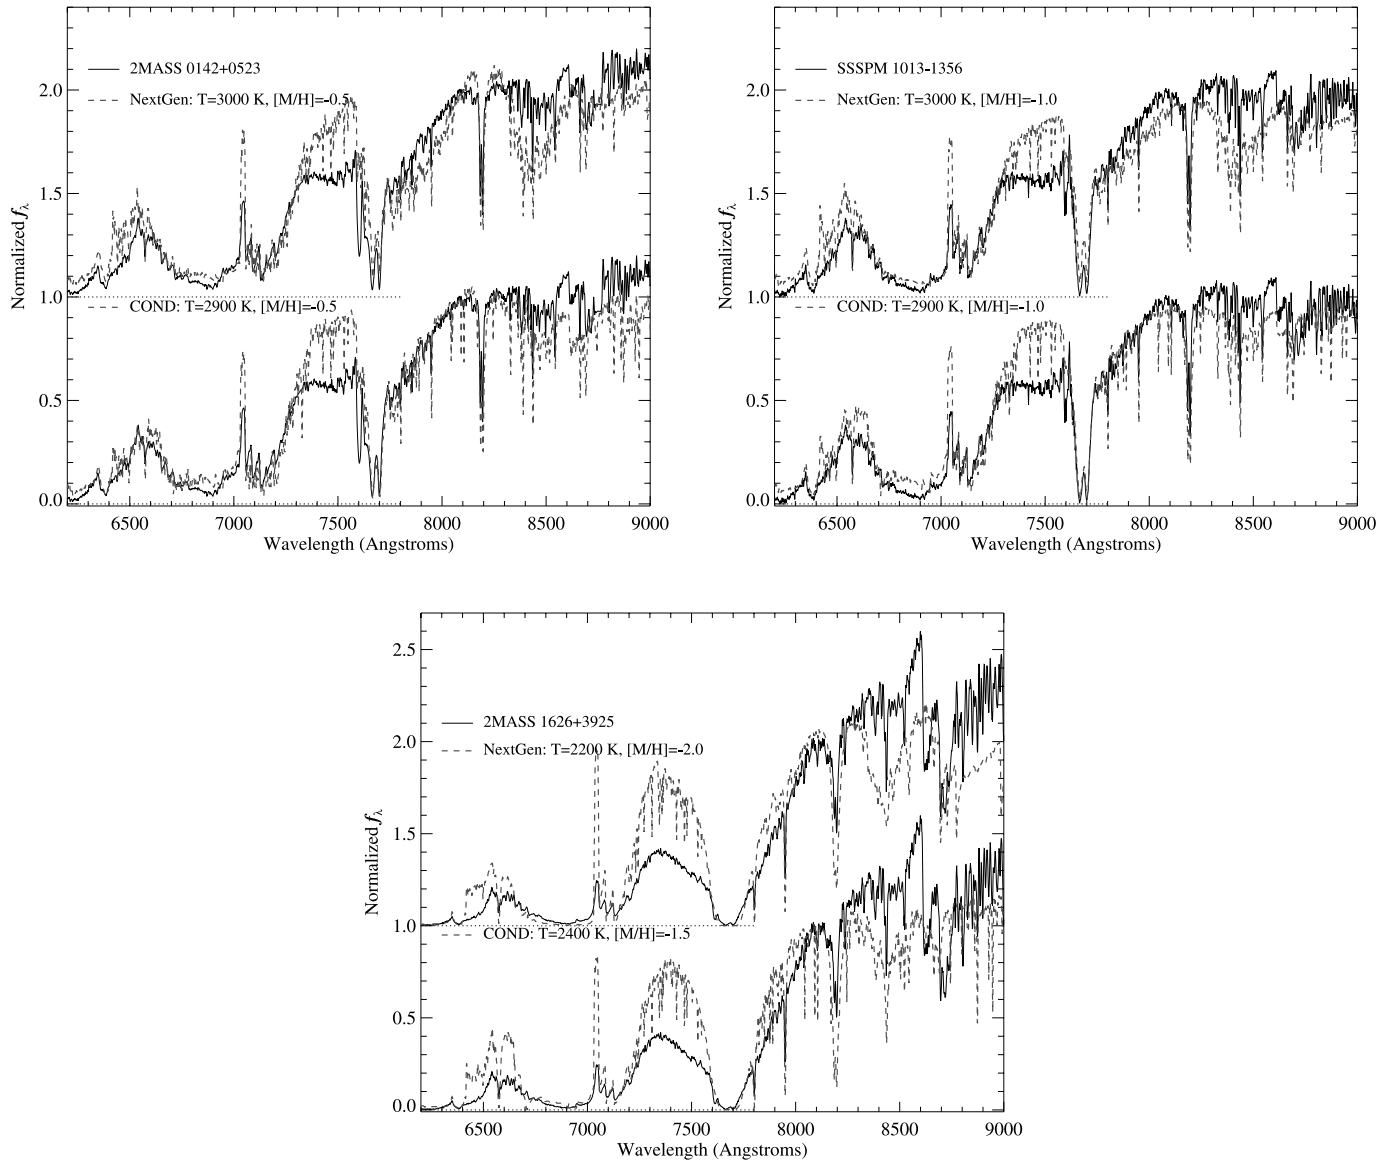 2MASS 0142+0523
NextGen: T=3000 K, [M/H]=-0.5
COND: T=2900 K, [M/H]=-0.5
2.0
1.5
1.0
0.5
0.0
Normalized fλ
6500 7000 7500 8000 8500 9000
Wavelength (Angstroms)
SSSPM 1013-1356
NextGen: T=3000 K, [M/H]=-1.0
COND: T=2900 K, [M/H]=-1.0
2.0
1.5
1.0
0.5
0.0
Normalized fλ
6500 7000 7500 8000 8500 9000
Wavelength (Angstroms)
2MASS 1626+3925
NextGen: T=2200 K, [M/H]=-2.0
COND: T=2400 K, [M/H]=-1.5
2.5
2.0
1.5
1.0
0.5
0.0
Normalized fλ
6500 7000 7500 8000 8500 9000
Wavelength (Angstroms)